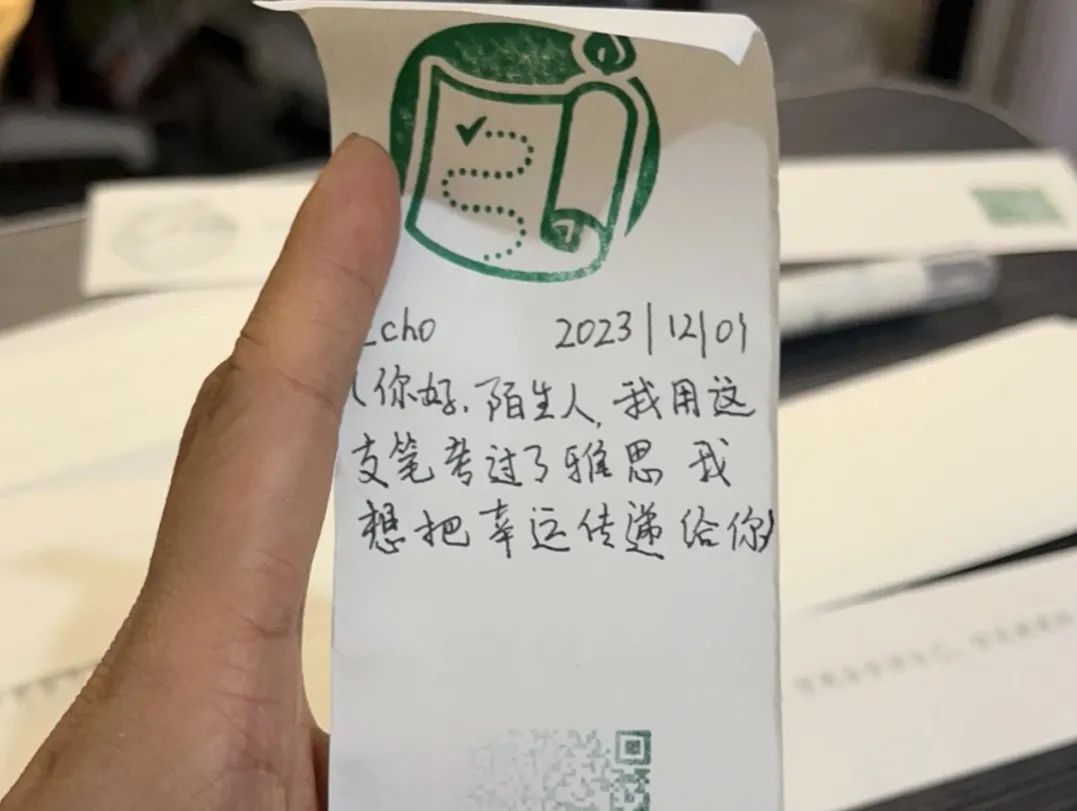 cho 2023/12/01
(你好,陌生人,我用这
支笔考过了雅思 我
想把幸运传递给你)